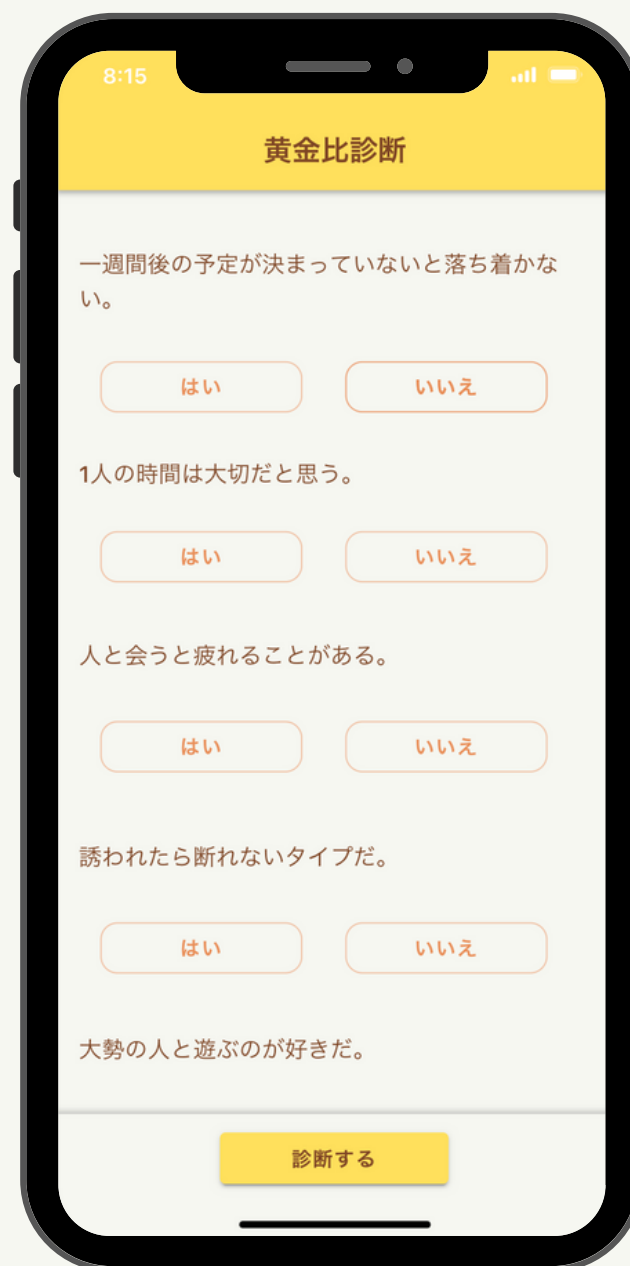 8:15
黄金比診断
一週間後の予定が決まっていないと落ち着かな
い。
はい いいえ
1人の時間は大切だと思う。
はい いいえ
人と会うと疲れることがある。
はい いいえ
誘われたら断れないタイプだ。
はい いいえ
大勢の人と遊ぶのが好きだ。
診断する